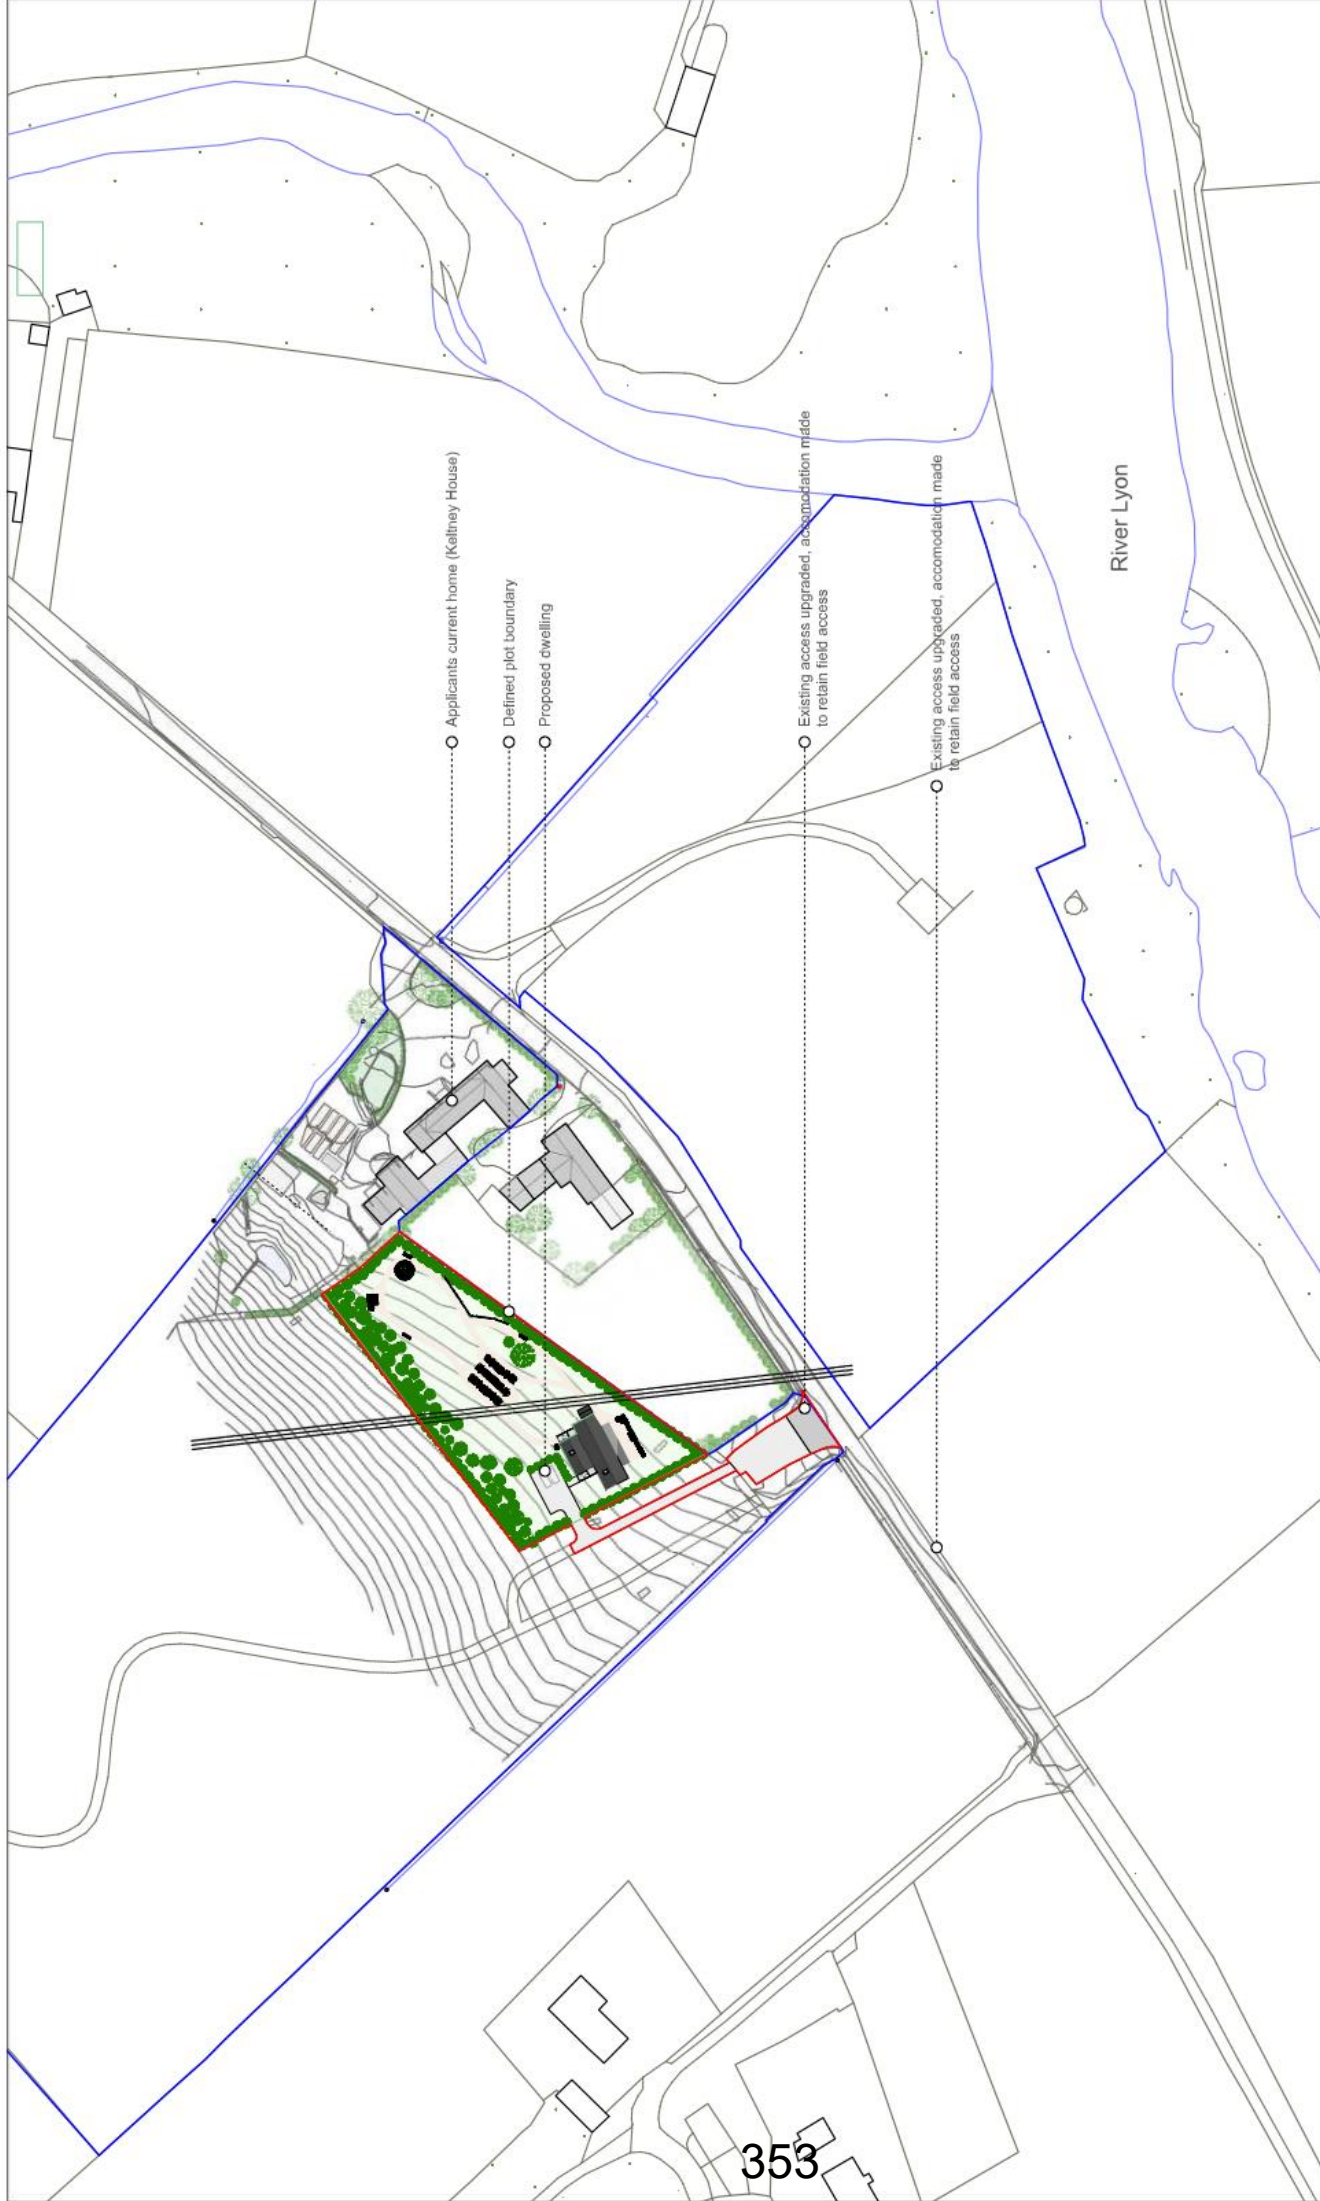 Applicants current home (Keltney House)
Defined plot boundary
Proposed dwelling
Existing access upgraded, accomodation made
to retain field access
Existing access upgraded, accomodation made
to retain field access
River Lyon
353